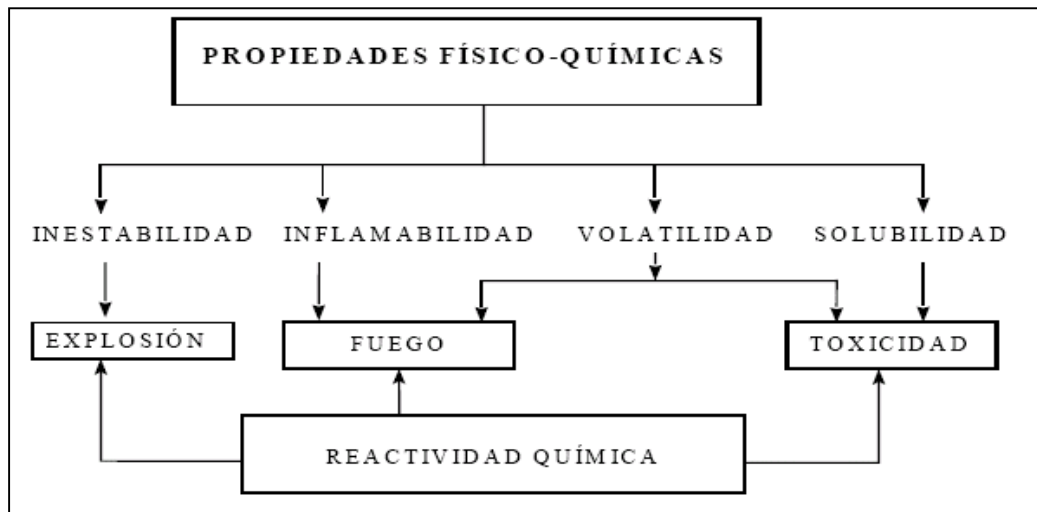 PROPIEDADES FÍSICO-QUÍMICAS
INESTABILIDAD INFLAMABILIDAD VOLATILIDAD SOLUBILIDAD
EXPLOSIÓN FUEGO TOXICIDAD
REACTIVIDAD QUÍMICA